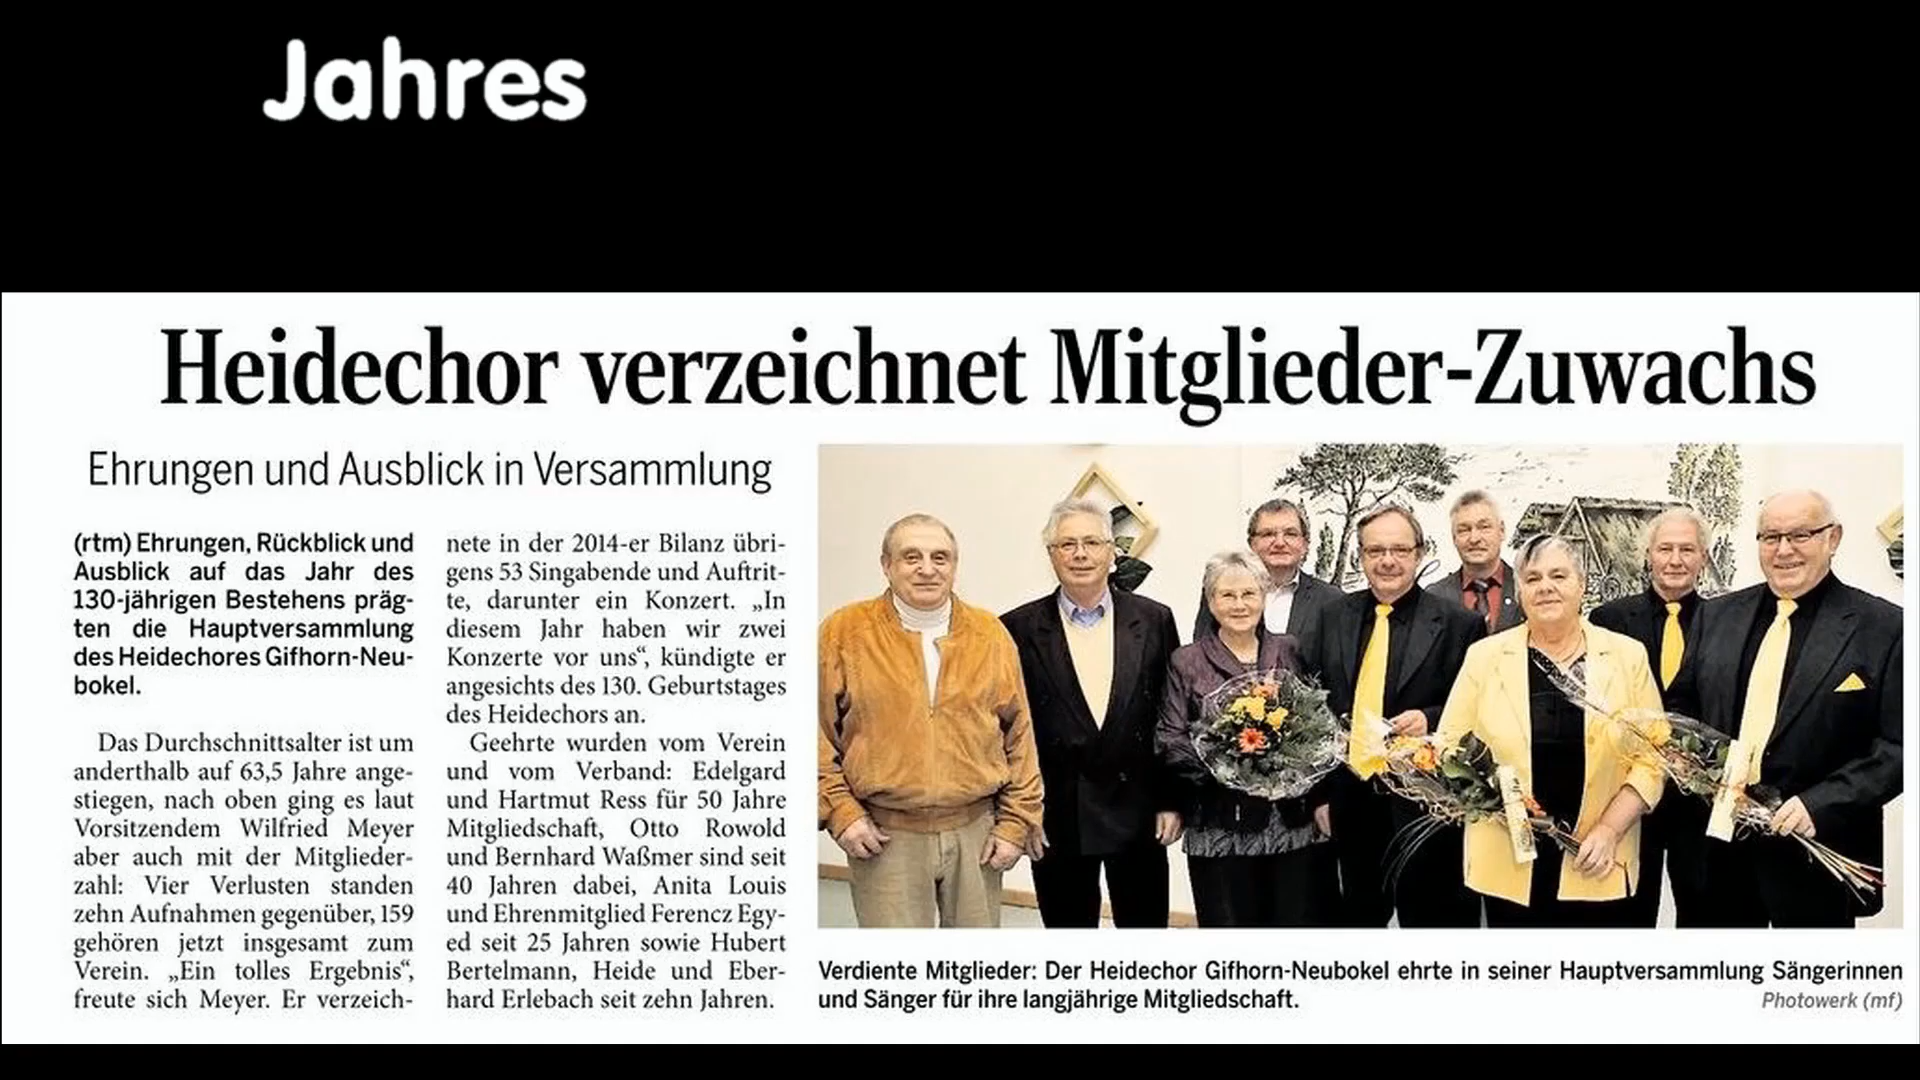 Jahres
Heidechor verzeichnet Mitglieder-Zuwachs
Ehrungen und Ausblick in Versammlung
(rtm) Ehrungen, Rückblick und
Ausblick auf das Jahr des
130-jährigen Bestehens präg-
ten die Hauptversammlung
des Heidechores Gifhorn-Neu-
bokel.
Das Durchschnittsalter ist um
anderthalb auf 63,5 Jahre ange-
stiegen, nach oben ging es laut
Vorsitzendem Wilfried Meyer
aber auch mit der Mitglieder-
zahl: Vier Verlusten standen
zehn Aufnahmen gegenüber, 159
gehören jetzt insgesamt zum
Verein. „Ein tolles Ergebnis“,
freute sich Meyer. Er verzeich-
nete in der 2014-er Bilanz übri-
gens 53 Singabende und Auftrit-
te, darunter ein Konzert. „In
diesem Jahr haben wir zwei
Konzerte vor uns“, kündigte er
angesichts des 130. Geburtstages
des Heidechors an.
Geehrte wurden vom Verein
und vom Verband: Edelgard
und Hartmut Ress für 50 Jahre
Mitgliedschaft, Otto Rowold
und Bernhard Waßmer sind seit
40 Jahren dabei, Anita Louis
und Ehrenmitglied Ferencz Egy-
ed seit 25 Jahren sowie Hubert
Bertelmann, Heide und Eber-
hard Erlebach seit zehn Jahren.
Verdiente Mitglieder: Der Heidechor Gifhorn-Neubokel ehrte in seiner Hauptversammlung Sängerinnen
und Sänger für ihre langjährige Mitgliedschaft.
Photowerk (mf)